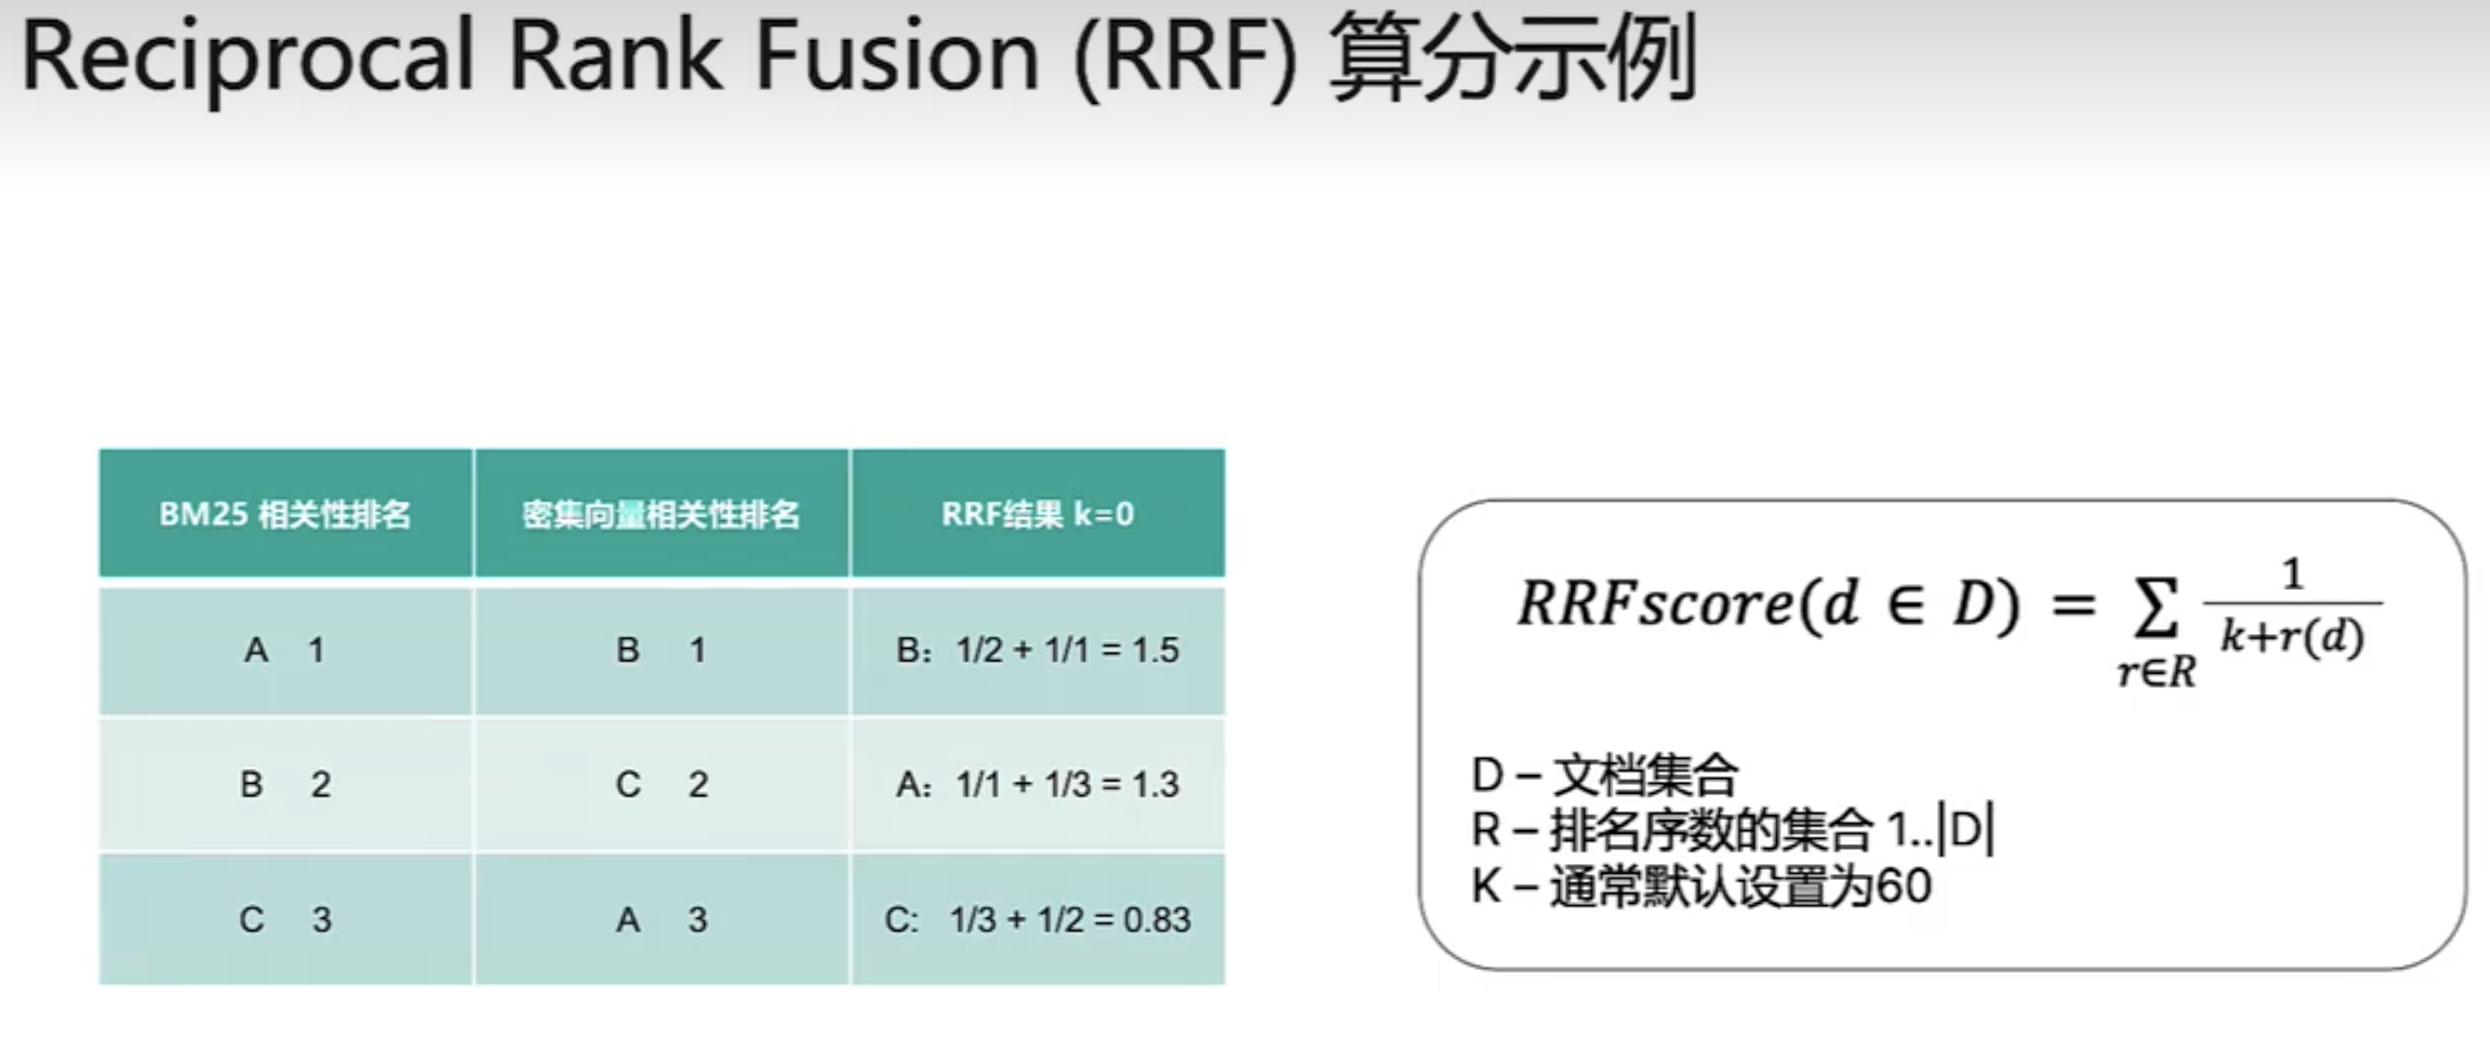 Reciprocal Rank Fusion (RRF) 算分示例
BM25 相关性排名 密集向量相关性排名 RRF结果 k=0
A 1 B 1 B：1/2 + 1/1 = 1.5
B 2 C 2 A：1/1 + 1/3 = 1.3
C 3 A 3 C: 1/3 + 1/2 = 0.83
RRFscore(d ∈ D) = ∑ r∈R 1 / k+r(d)
D – 文档集合
R – 排名序数的集合 1..|D|
K – 通常默认设置为60